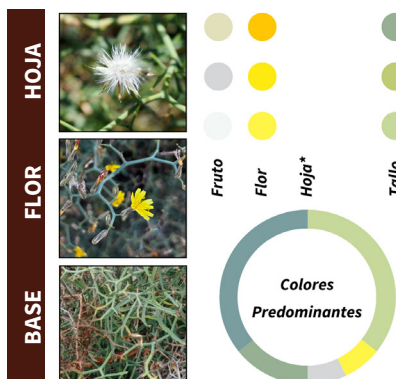 HOJA
FLOR
BASE
Fruto
Flor
Hoja*
Tallo
Colores
Predominantes